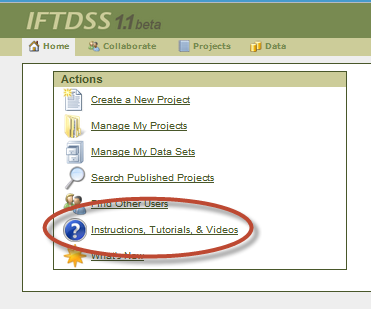 IFTDSS 1.1 beta
Home Collaborate Projects Data
Actions
Create a New Project
Manage My Projects
Manage My Data Sets
Search Published Projects
Find Other Users
Instructions, Tutorials, & Videos
What's New